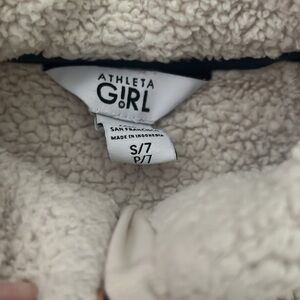 ATHLETA
GIRL
SAN FRANCISCO
MADE IN INDONESIA
S/7
P/7